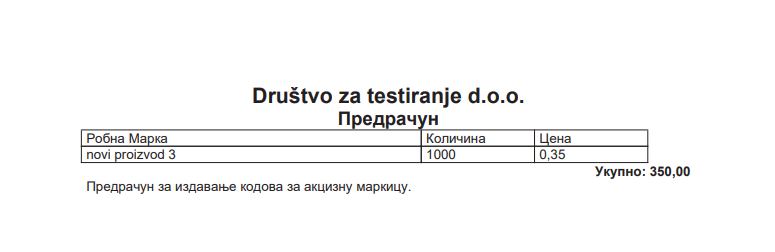 Društvo za testiranje d.o.o.
Предрачун
Робна Марка Количина Цена
novi proizvod 3 1000 0,35
Укупно: 350,00
Предрачун за издавање кодова за акцизну маркицу.